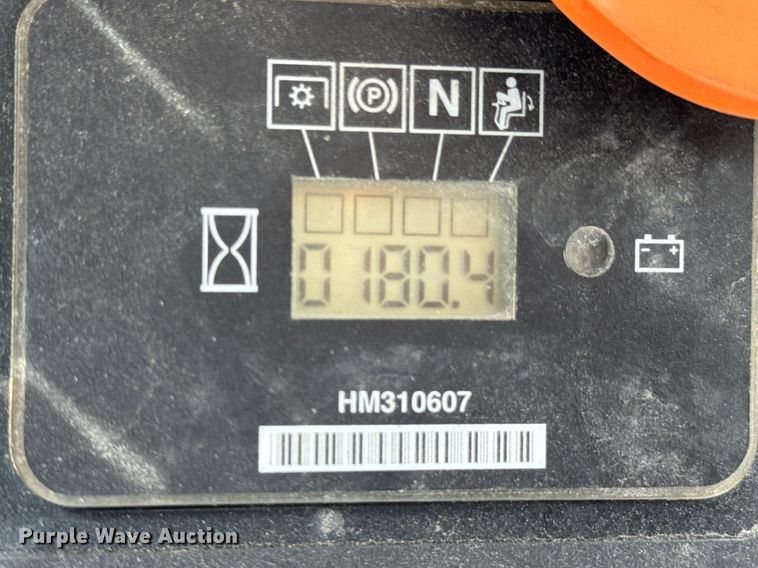 P N
0180.4
- +
HM310607
Purple Wave Auction